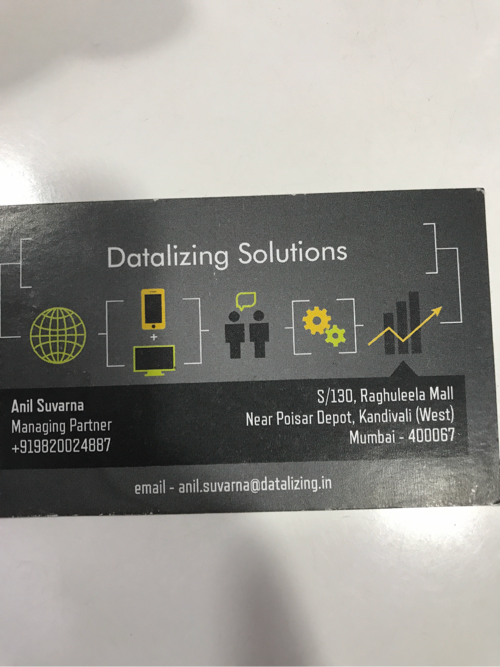 Datalizing Solutions
+
Anil Suvarna
Managing Partner
+919820024887
S/130, Raghuleela Mall
Near Poisar Depot, Kandivali (West)
Mumbai - 400067
email - anil.suvarna@datalizing.in